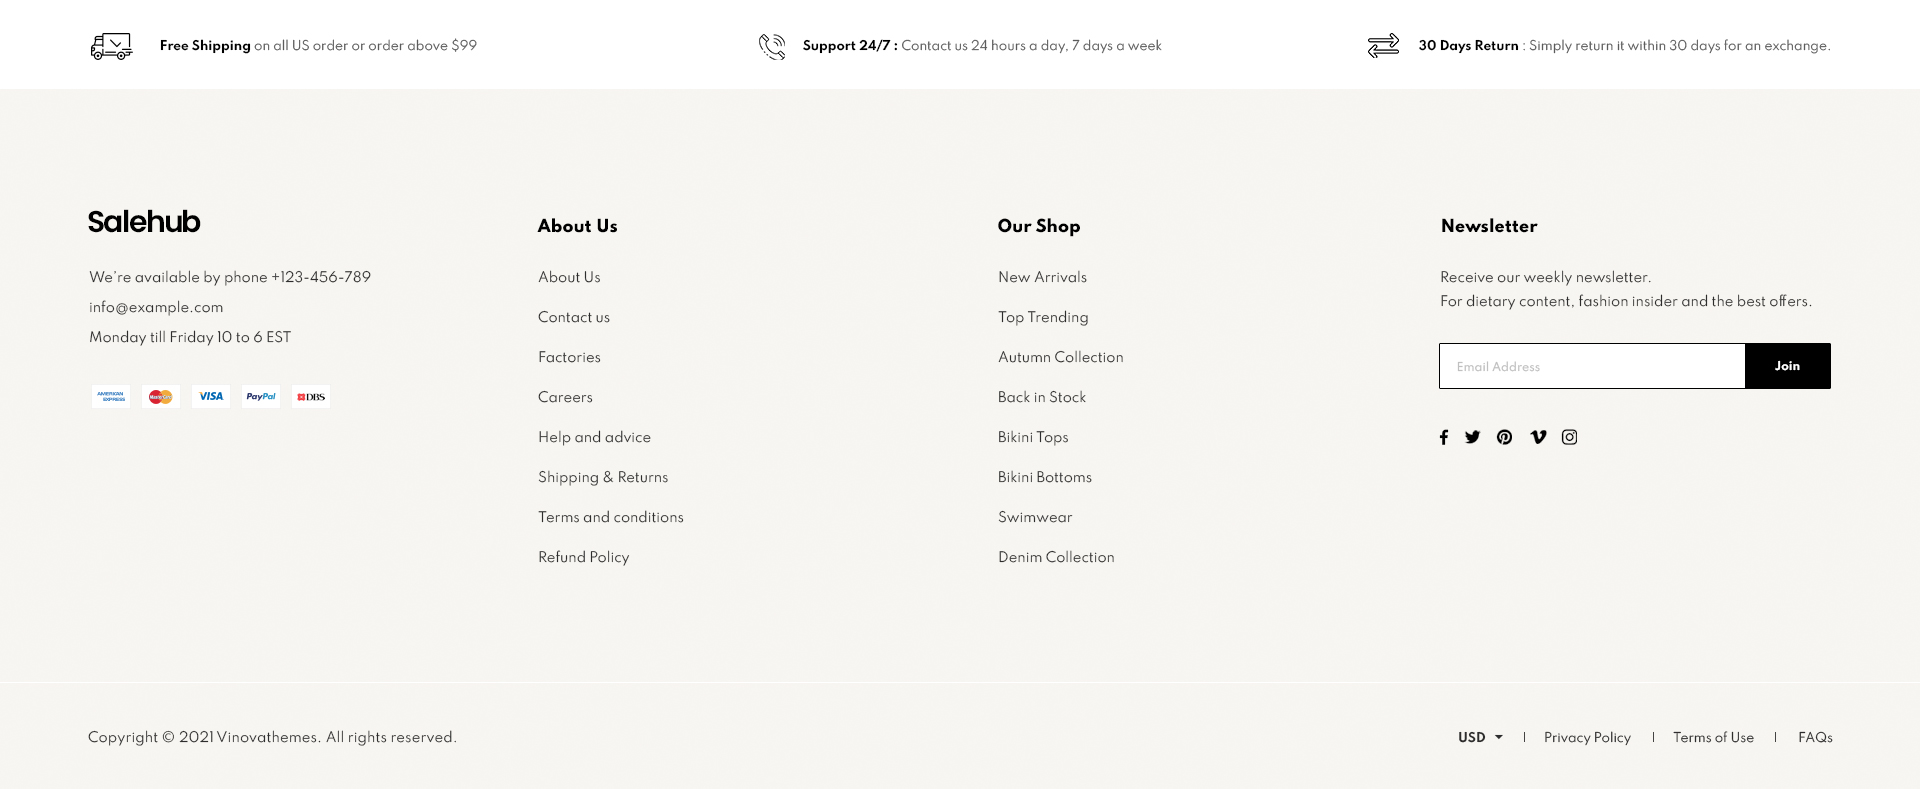 Free Shipping on all US order or order above $99
Support 24/7 : Contact us 24 hours a day, 7 days a week
30 Days Return : Simply return it within 30 days for an exchange.
Salehub
We're available by phone +123-456-789
info@example.com
Monday till Friday 10 to 6 EST
AMERICAN EXPRESS
MasterCard
VISA
PayPal
DBS
About Us
About Us
Contact us
Factories
Careers
Help and advice
Shipping & Returns
Terms and conditions
Refund Policy
Our Shop
New Arrivals
Top Trending
Autumn Collection
Back in Stock
Bikini Tops
Bikini Bottoms
Swimwear
Denim Collection
Newsletter
Receive our weekly newsletter.
For dietary content, fashion insider and the best offers.
Email Address
Join
Copyright © 2021 Vinovathemes. All rights reserved.
USD | Privacy Policy | Terms of Use | FAQs